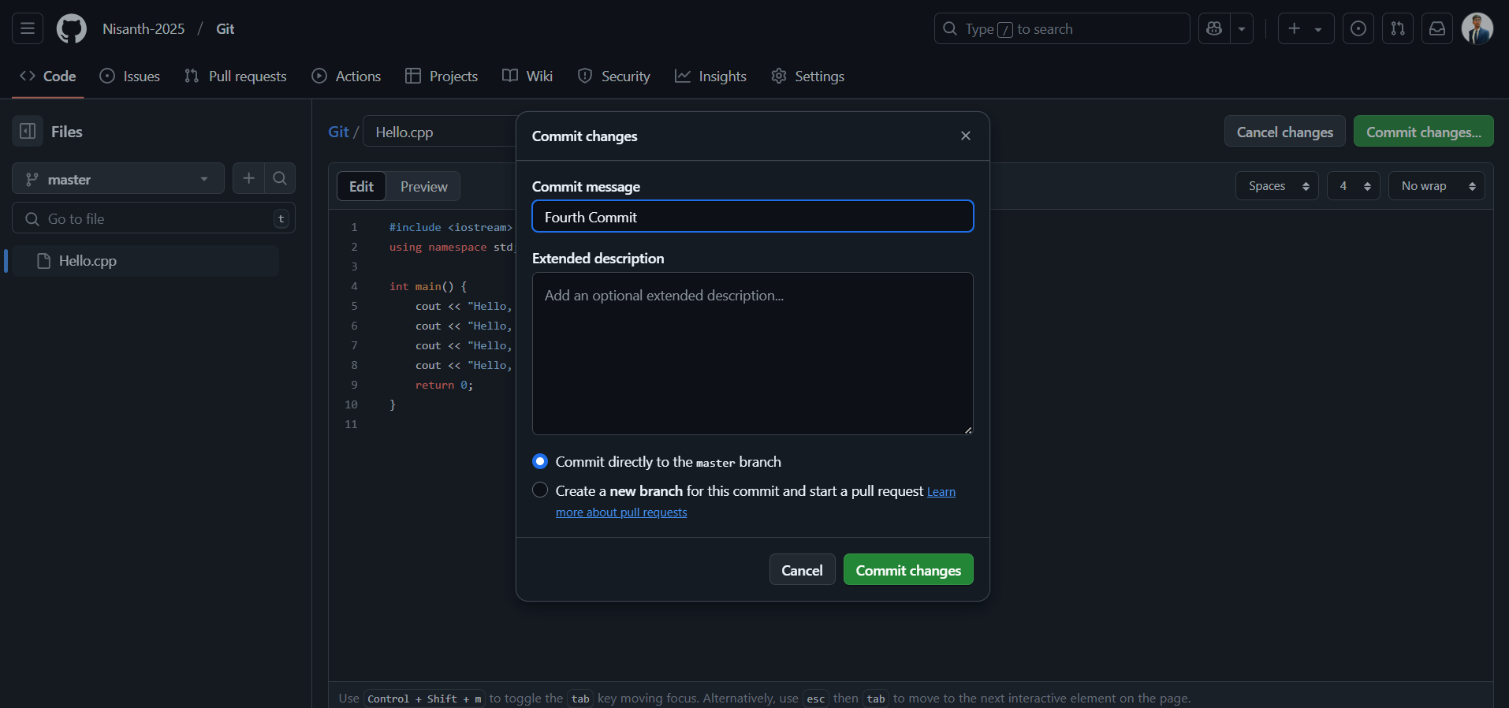 Nisanth-2025 / Git
Type / to search
Code Issues Pull requests Actions Projects Wiki Security Insights Settings
Files
master
Go to file t
Hello.cpp
Git / Hello.cpp
Cancel changes Commit changes...
Edit Preview
Spaces 4 No wrap
1 #include <iostream>
2 using namespace std;
3
4 int main() {
5 cout << "Hello,
6 cout << "Hello,
7 cout << "Hello,
8 cout << "Hello,
9 return 0;
10 }
11
Commit changes
Commit message
Fourth Commit
Extended description
Add an optional extended description...
Commit directly to the master branch
Create a new branch for this commit and start a pull request Learn
more about pull requests
Cancel Commit changes
Use Control + Shift + m to toggle the tab key moving focus. Alternatively, use esc then tab to move to the next interactive element on the page.